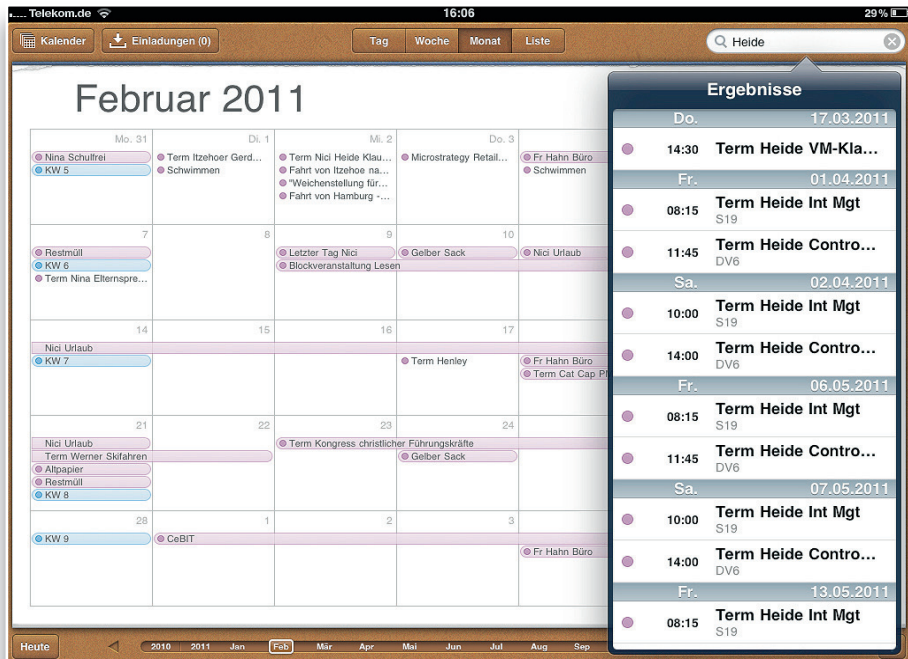 Telekom.de
16:06
29 %
Kalender
Einladungen (0)
Tag
Woche
Monat
Liste
Heide
Februar 2011
Mo. 31
Di. 1
Mi. 2
Do. 3
Nina Schulfrei
KW 5
Term Itzehoer Gerd...
Schwimmen
Term Nici Heide Klau...
Fahrt von Itzehoe na...
"Weichenstellung für...
Fahrt von Hamburg -...
Microstrategy Retail...
Fr Hahn Büro
Schwimmen
7
8
9
10
Restmüll
KW 6
Term Nina Elternspre...
Letzter Tag Nici
Blockveranstaltung Lesen
Gelber Sack
Nici Urlaub
14
15
16
17
Nici Urlaub
KW 7
Term Henley
Fr Hahn Büro
Term Cat Cap
21
22
23
24
Nici Urlaub
Term Werner Skifahren
Altpapier
Restmüll
KW 8
Term Kongress christlicher Führungskräfte
Gelber Sack
28
1
2
3
KW 9
CeBIT
Fr Hahn Büro
Ergebnisse
Do. 17.03.2011
14:30 Term Heide VM-Kla...
Fr. 01.04.2011
08:15 Term Heide Int Mgt
S19
11:45 Term Heide Contro...
DV6
Sa. 02.04.2011
10:00 Term Heide Int Mgt
S19
14:00 Term Heide Contro...
DV6
Fr. 06.05.2011
08:15 Term Heide Int Mgt
S19
11:45 Term Heide Contro...
DV6
Sa. 07.05.2011
10:00 Term Heide Int Mgt
S19
14:00 Term Heide Contro...
DV6
Fr. 13.05.2011
08:15 Term Heide Int Mgt
S19
Heute
2010 2011 Jan Feb Mär Apr Mai Jun Jul Aug Sep